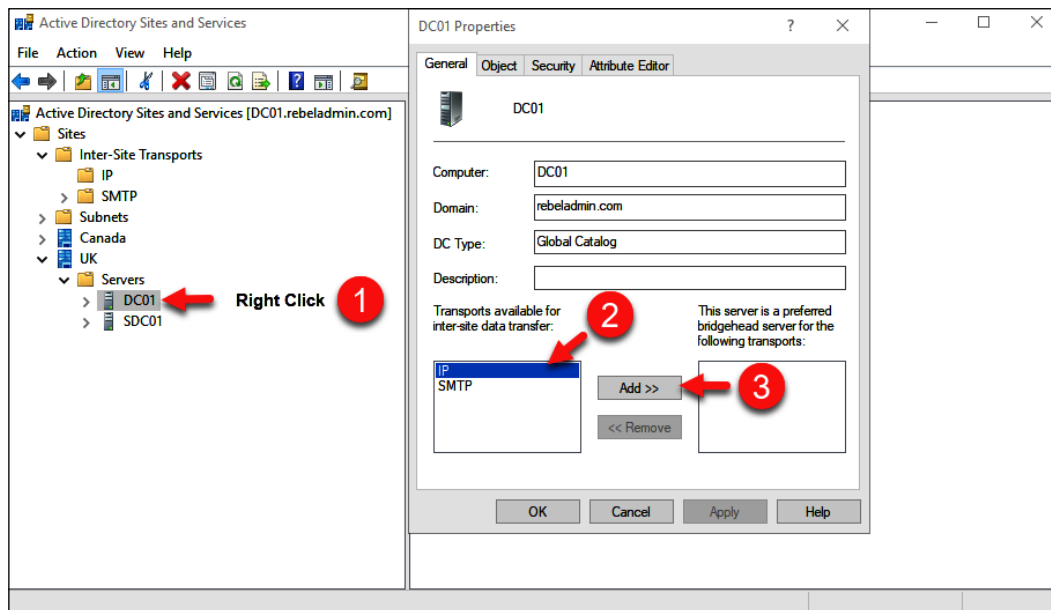 Active Directory Sites and Services
File Action View Help
Active Directory Sites and Services [DC01.rebeladmin.com]
Sites
Inter-Site Transports
IP
SMTP
Subnets
Canada
UK
Servers
DC01
Right Click
1
SDC01
DC01 Properties
?
General Object Security Attribute Editor
DC01
Computer: DC01
Domain: rebeladmin.com
DC Type: Global Catalog
Description:
Transports available for
inter-site data transfer:
2
This server is a preferred
bridgehead server for the
following transports:
IP
SMTP
Add >>
3
<< Remove
OK Cancel Apply Help